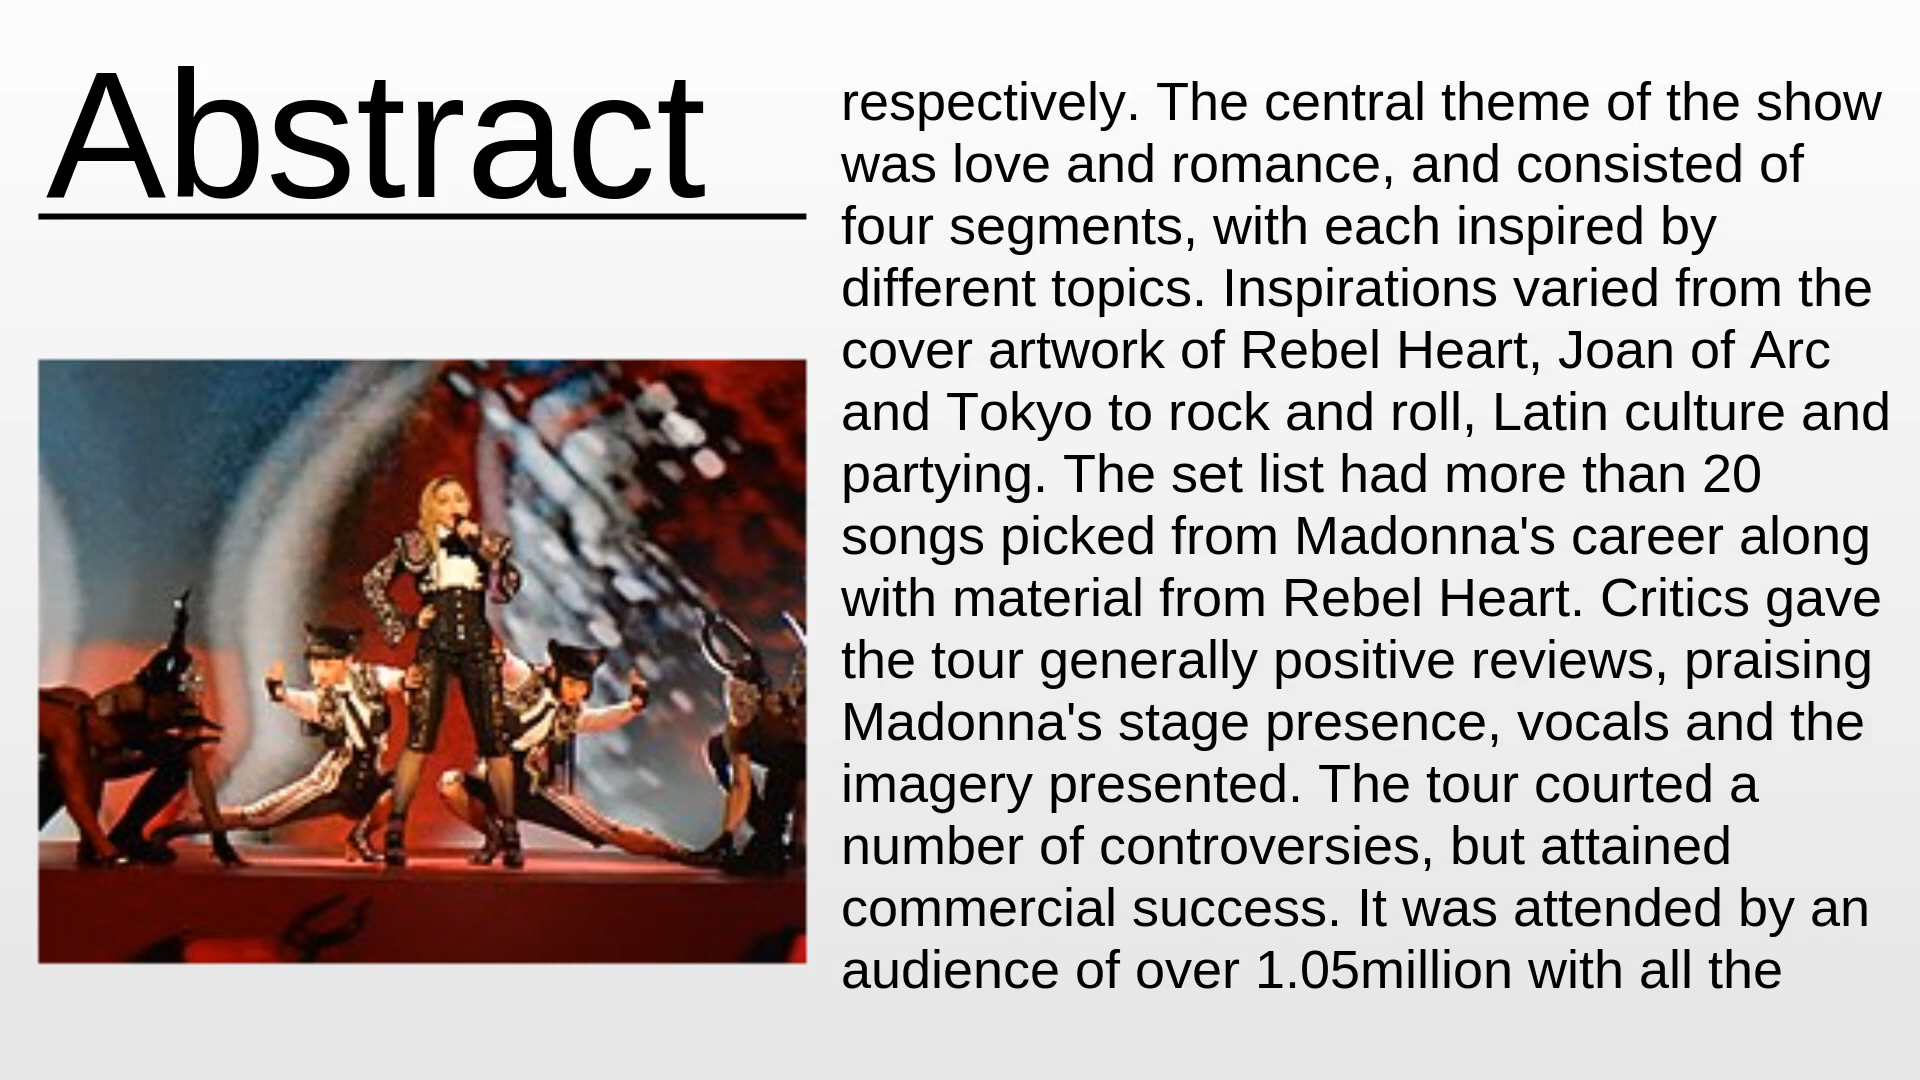 Abstract
respectively. The central theme of the show
was love and romance, and consisted of
four segments, with each inspired by
different topics. Inspirations varied from the
cover artwork of Rebel Heart, Joan of Arc
and Tokyo to rock and roll, Latin culture and
partying. The set list had more than 20
songs picked from Madonna's career along
with material from Rebel Heart. Critics gave
the tour generally positive reviews, praising
Madonna's stage presence, vocals and the
imagery presented. The tour courted a
number of controversies, but attained
commercial success. It was attended by an
audience of over 1.05million with all the